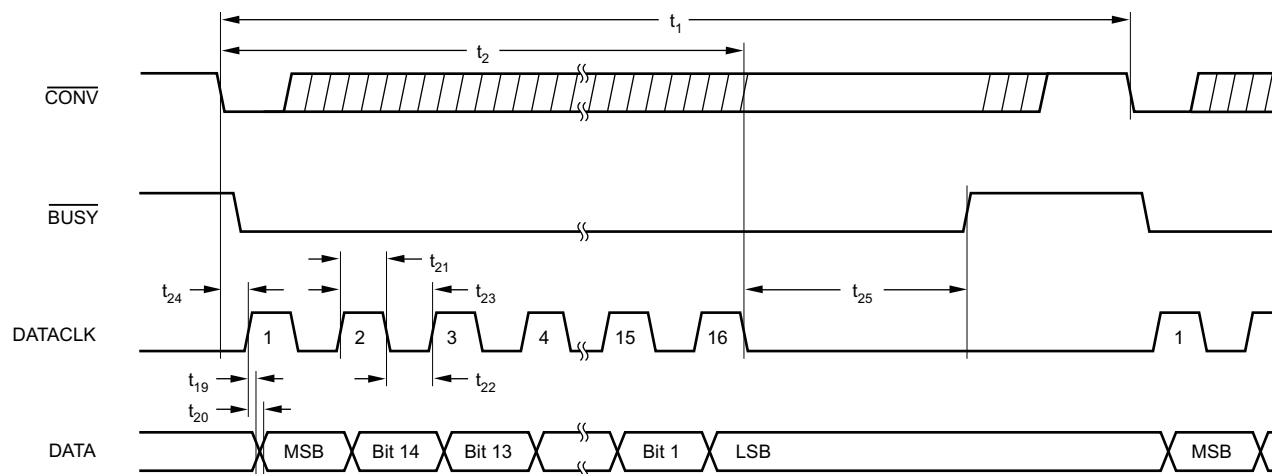 t1
t2
CONV
BUSY
t21
t24
t23
t25
DATACLK
1 2 3 4 15 16 1
t19
t22
t20
DATA
MSB Bit 14 Bit 13 Bit 1 LSB MSB